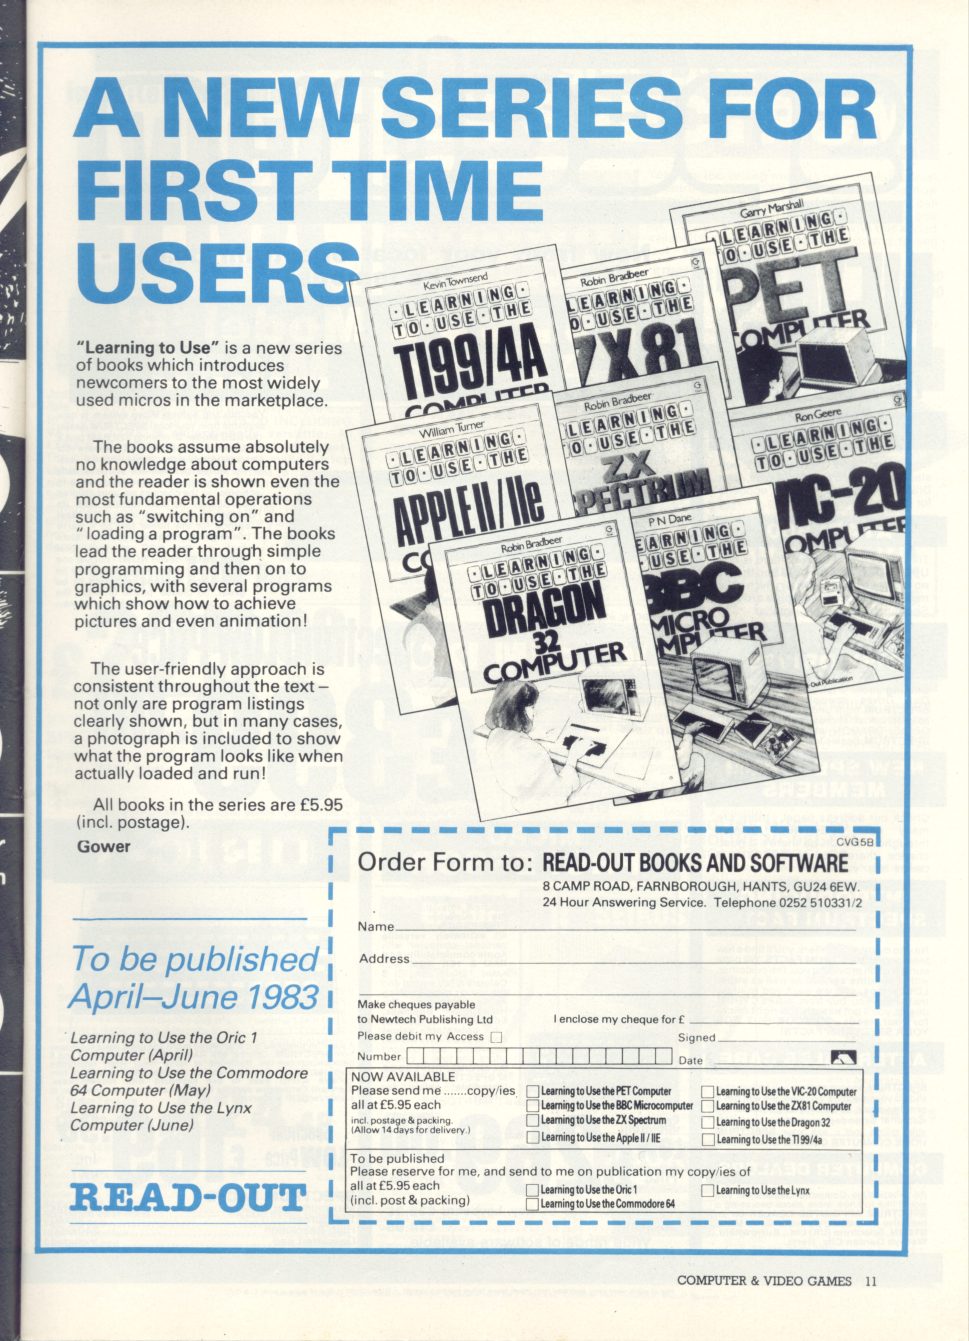 A NEW SERIES FOR
FIRST TIME
USERS
"Learning to Use" is a new series
of books which introduces
newcomers to the most widely
used micros in the marketplace.
The books assume absolutely
no knowledge about computers
and the reader is shown even the
most fundamental operations
such as "switching on" and
"loading a program". The books
lead the reader through simple
programming and then on to
graphics, with several programs
which show how to achieve
pictures and even animation!
The user-friendly approach is
consistent throughout the text –
not only are program listings
clearly shown, but in many cases,
a photograph is included to show
what the program looks like when
actually loaded and run!
All books in the series are £5.95
(incl. postage).
Gower
Kevin Townsend
·LEARNING·
TO·USE·THE
TI99/4A
COMPUTER
Robin Bradbeer
LEARNING·
O·USE·THE
ZX81
Garry Marshall
LEARNING·
O·USE·THE
PET
COMPUTER
William Turner
·LEARNING·
TO·USE·THE
APPLE II/IIe
CO
Robin Bradbeer
LEARNING·
TO·USE·THE
ZX
SPECTRUM
Ron Geere
·LEARNING·
TO·USE·THE
VIC-20
OMPUTER
Out Publication
Robin Bradbeer
·LEARNING·
TO·USE·THE
DRAGON
32
COMPUTER
P N Dane
EARNING·
USE·THE
BBC
MICRO
MPUTER
CVG5B
Order Form to: READ-OUT BOOKS AND SOFTWARE
8 CAMP ROAD, FARNBOROUGH, HANTS, GU24 6EW.
24 Hour Answering Service. Telephone 0252 510331/2
Name
Address
Make cheques payable
to Newtech Publishing Ltd I enclose my cheque for £
Please debit my Access Signed
Number Date
NOW AVAILABLE
Please send me .......copy/ies
all at £5.95 each
incl. postage & packing.
(Allow 14 days for delivery.)
Learning to Use the PET Computer
Learning to Use the BBC Microcomputer
Learning to Use the ZX Spectrum
Learning to Use the Apple II / IIE
Learning to Use the VIC-20 Computer
Learning to Use the ZX81 Computer
Learning to Use the Dragon 32
Learning to Use the TI 99/4a
To be published
Please reserve for me, and send to me on publication my copy/ies of
all at £5.95 each
(incl. post & packing)
Learning to Use the Oric 1
Learning to Use the Commodore 64
Learning to Use the Lynx
To be published
April–June 1983
Learning to Use the Oric 1
Computer (April)
Learning to Use the Commodore
64 Computer (May)
Learning to Use the Lynx
Computer (June)
READ-OUT
COMPUTER & VIDEO GAMES 11